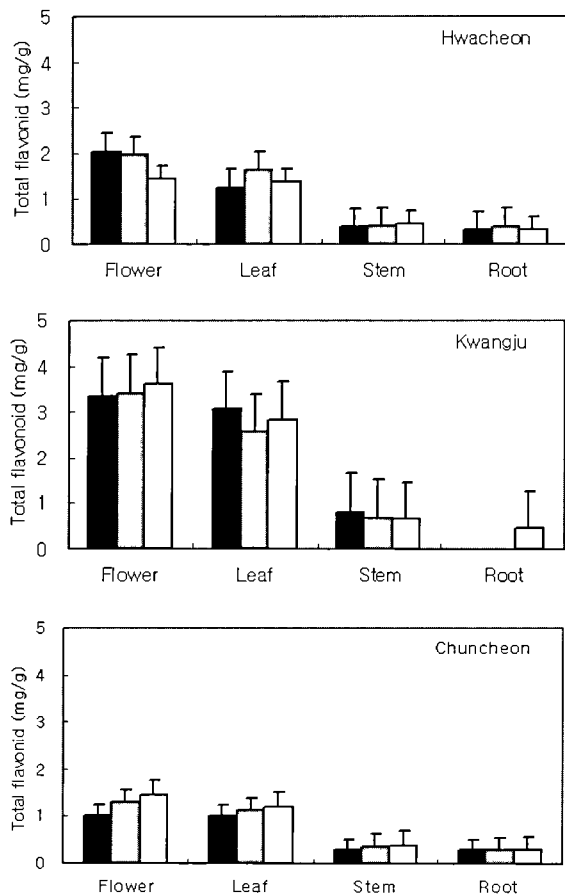 Hwacheon
Total flavonid (mg/g)
5
4
3
2
1
0
Flower Leaf Stem Root
Kwangju
Total flavonoid (mg/g)
5
4
3
2
1
0
Flower Leaf Stem Root
Chuncheon
Total flavonid (mg/g)
5
4
3
2
1
0
Flower Leaf Stem Root